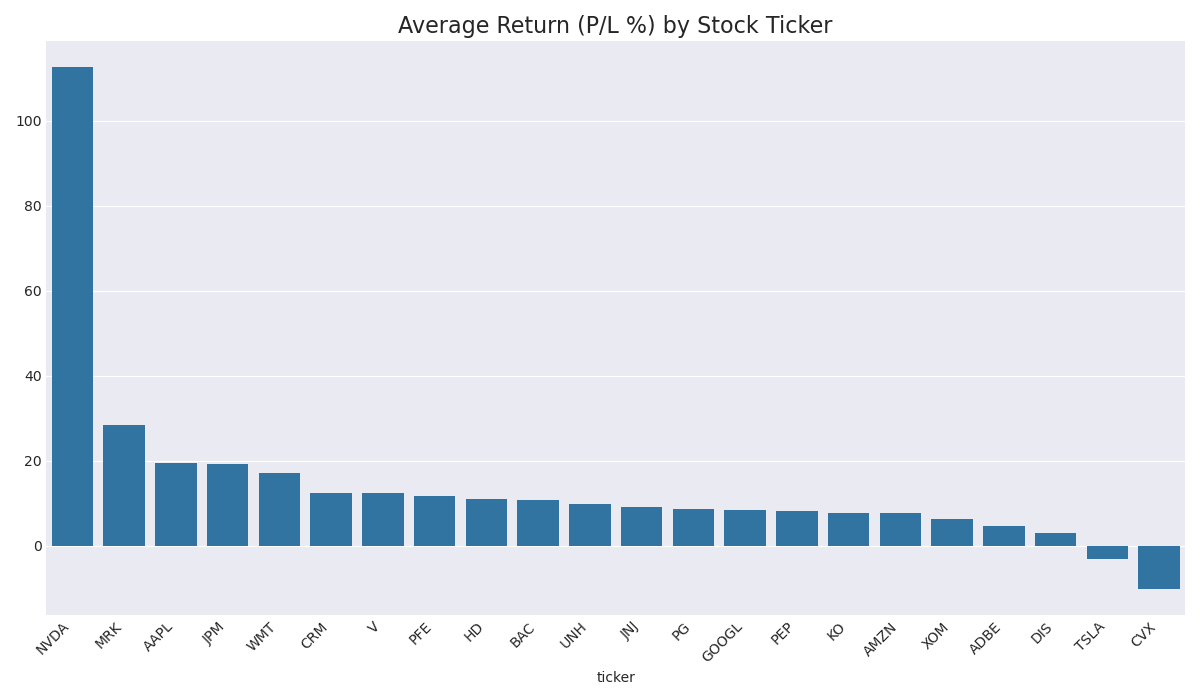 Average Return (P/L %) by Stock Ticker
100
80
60
40
20
0
NVDA
MRK
AAPL
JPM
WMT
CRM
V
PFE
HD
BAC
UNH
JNJ
PG
GOOGL
PEP
KO
AMZN
XOM
ADBE
DIS
TSLA
CVX
ticker